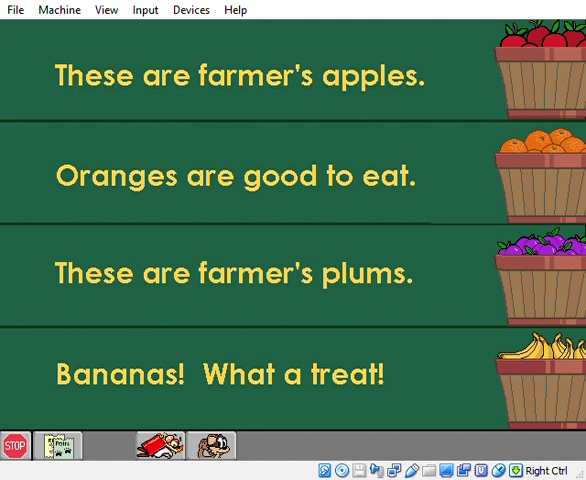 File Machine View Input Devices Help
These are farmer's apples.
Oranges are good to eat.
These are farmer's plums.
Bananas!  What a treat!
STOP
Right Ctrl